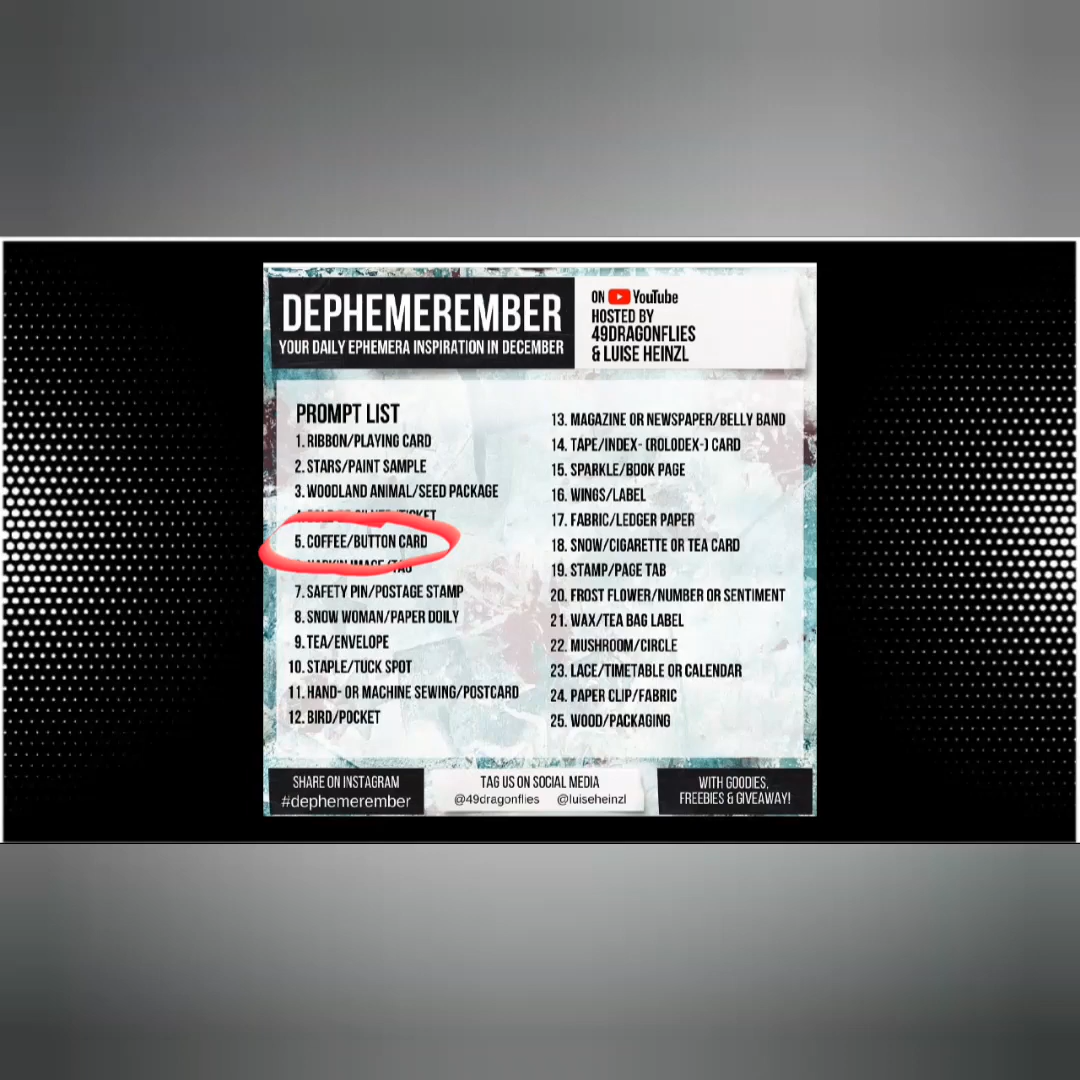 DEPHEMEREMBER
YOUR DAILY EPHEMERA INSPIRATION IN DECEMBER
ON YouTube
HOSTED BY
49DRAGONFLIES
& LUISE HEINZL
PROMPT LIST
1. RIBBON/PLAYING CARD
2. STARS/PAINT SAMPLE
3. WOODLAND ANIMAL/SEED PACKAGE
/TICKET
5. COFFEE/BUTTON CARD
NAPKIN IMAGE/TAG
7. SAFETY PIN/POSTAGE STAMP
8. SNOW WOMAN/PAPER DOILY
9. TEA/ENVELOPE
10. STAPLE/TUCK SPOT
11. HAND- OR MACHINE SEWING/POSTCARD
12. BIRD/POCKET
13. MAGAZINE OR NEWSPAPER/BELLY BAND
14. TAPE/INDEX- (ROLODEX-) CARD
15. SPARKLE/BOOK PAGE
16. WINGS/LABEL
17. FABRIC/LEDGER PAPER
18. SNOW/CIGARETTE OR TEA CARD
19. STAMP/PAGE TAB
20. FROST FLOWER/NUMBER OR SENTIMENT
21. WAX/TEA BAG LABEL
22. MUSHROOM/CIRCLE
23. LACE/TIMETABLE OR CALENDAR
24. PAPER CLIP/FABRIC
25. WOOD/PACKAGING
SHARE ON INSTAGRAM
#dephemerember
TAG US ON SOCIAL MEDIA
@49dragonflies @luiseheinzl
WITH GOODIES,
FREEBIES & GIVEAWAY!